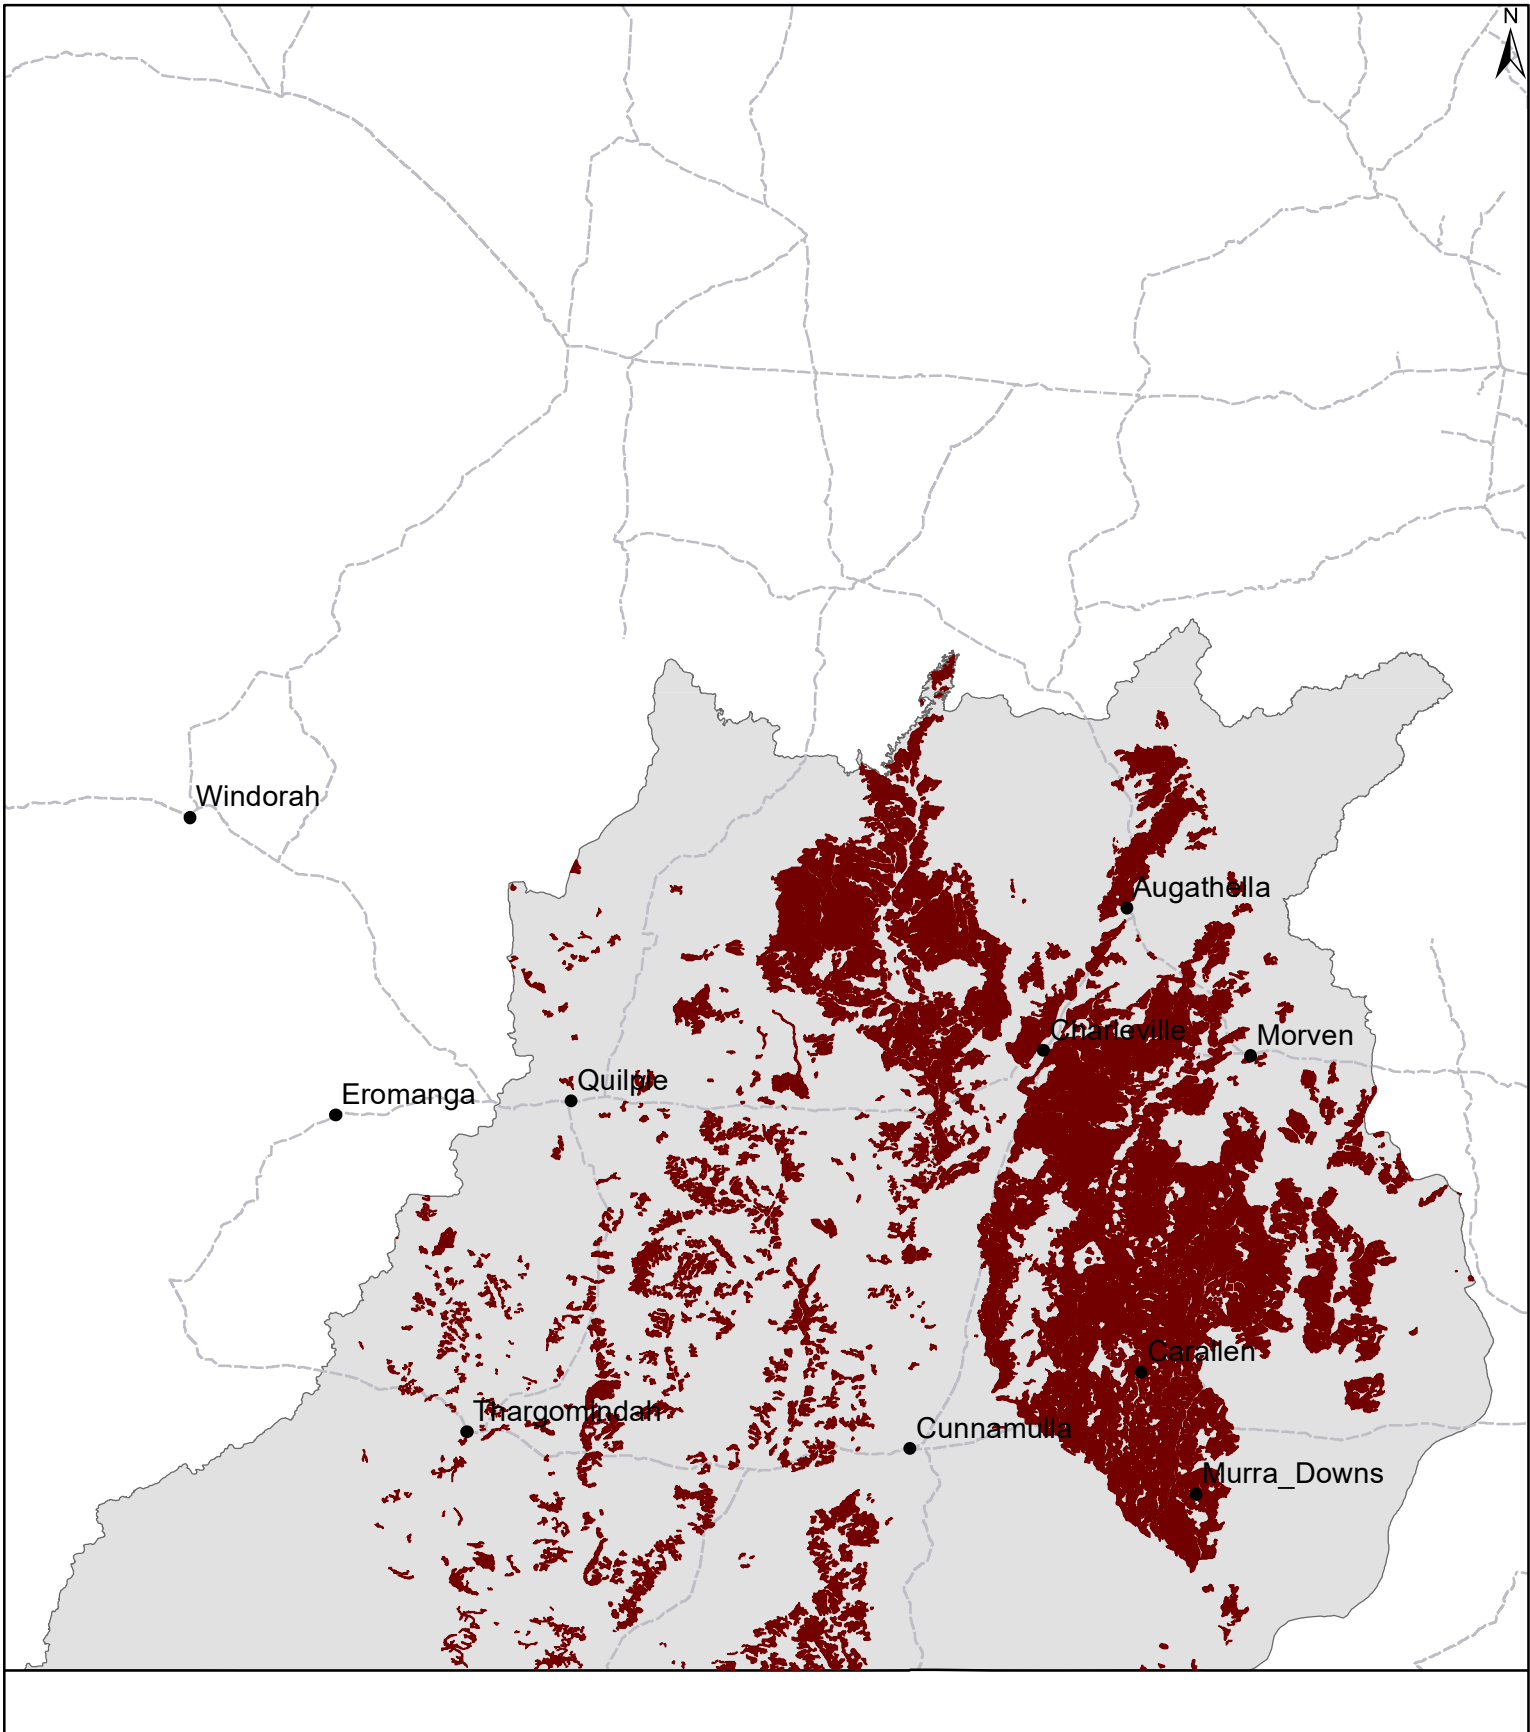 N
Windorah
Augathella
Charleville
Morven
Quilpie
Eromanga
Carallen
Thargomindah
Cunnamulla
Murra_Downs